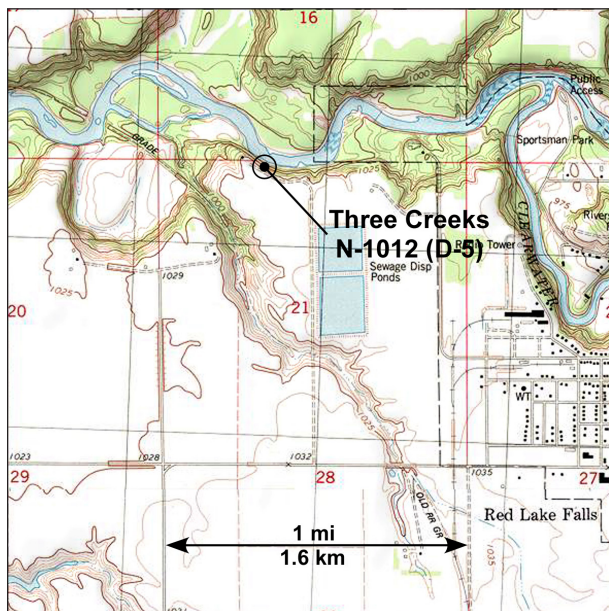 16
1000
Public
Access
Sportsman Park
GRADE
1025
975
River
Three Creeks
N-1012 (D-5)
CLEARWATER
Radio Tower
Sewage Disp
Ponds
1029
1025
20
21
WT
1023
1028
1032
1035
29
28
27
OLD RR GR
Red Lake Falls
1 mi
1.6 km
1035